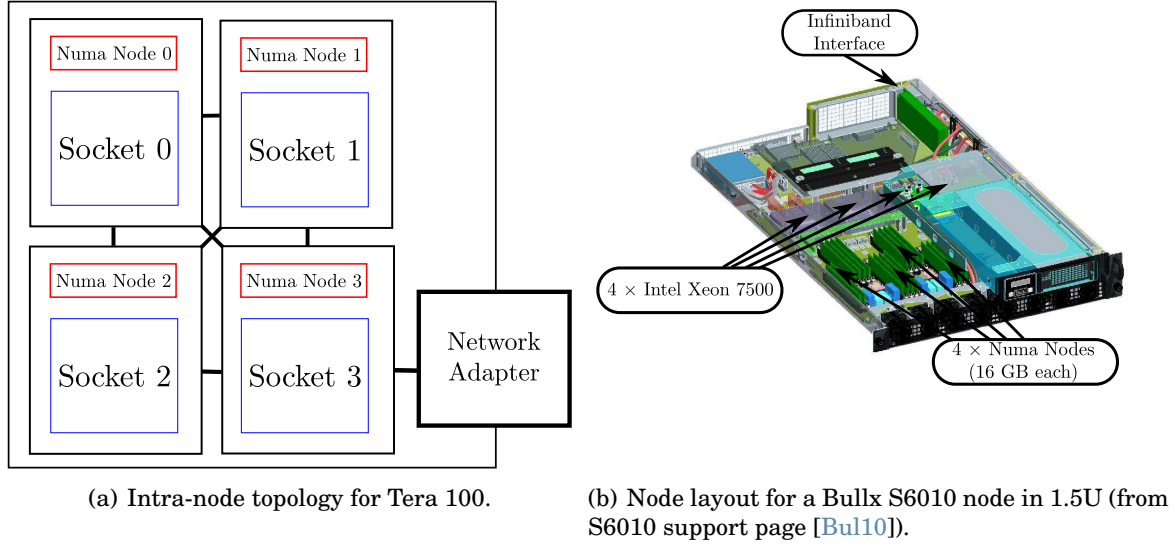 Numa Node 0
Numa Node 1
Socket 0
Socket 1
Numa Node 2
Numa Node 3
Socket 2
Socket 3
Network
Adapter
(a) Intra-node topology for Tera 100.
Infiniband
Interface
4 × Intel Xeon 7500
4 × Numa Nodes
(16 GB each)
(b) Node layout for a Bullx S6010 node in 1.5U (from
S6010 support page [Bul10]).